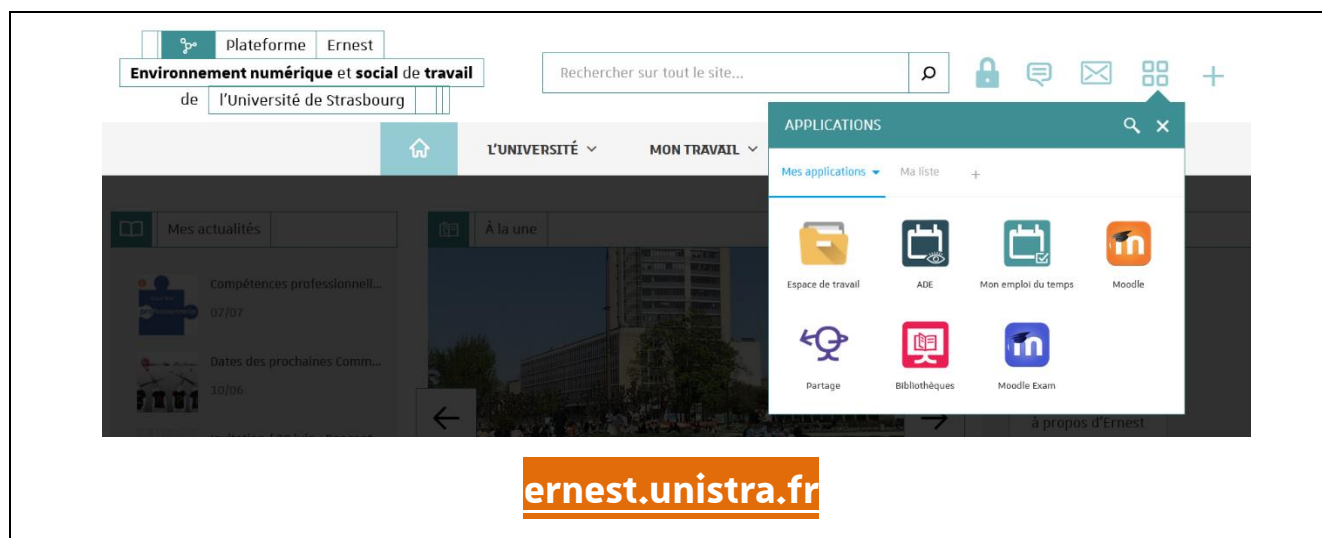 Plateforme Ernest
Environnement numérique et social de travail
de l'Université de Strasbourg
Rechercher sur tout le site...
APPLICATIONS
L'UNIVERSITÉ
MON TRAVAIL
Mes applications
Ma liste
Mes actualités
À la une
Espace de travail
ADE
Mon emploi du temps
Moodle
Compétences professionnell...
07/07
Dates des prochaines Comm...
10/06
Partage
Bibliothèques
Moodle Exam
à propos d'Ernest
ernest.unistra.fr